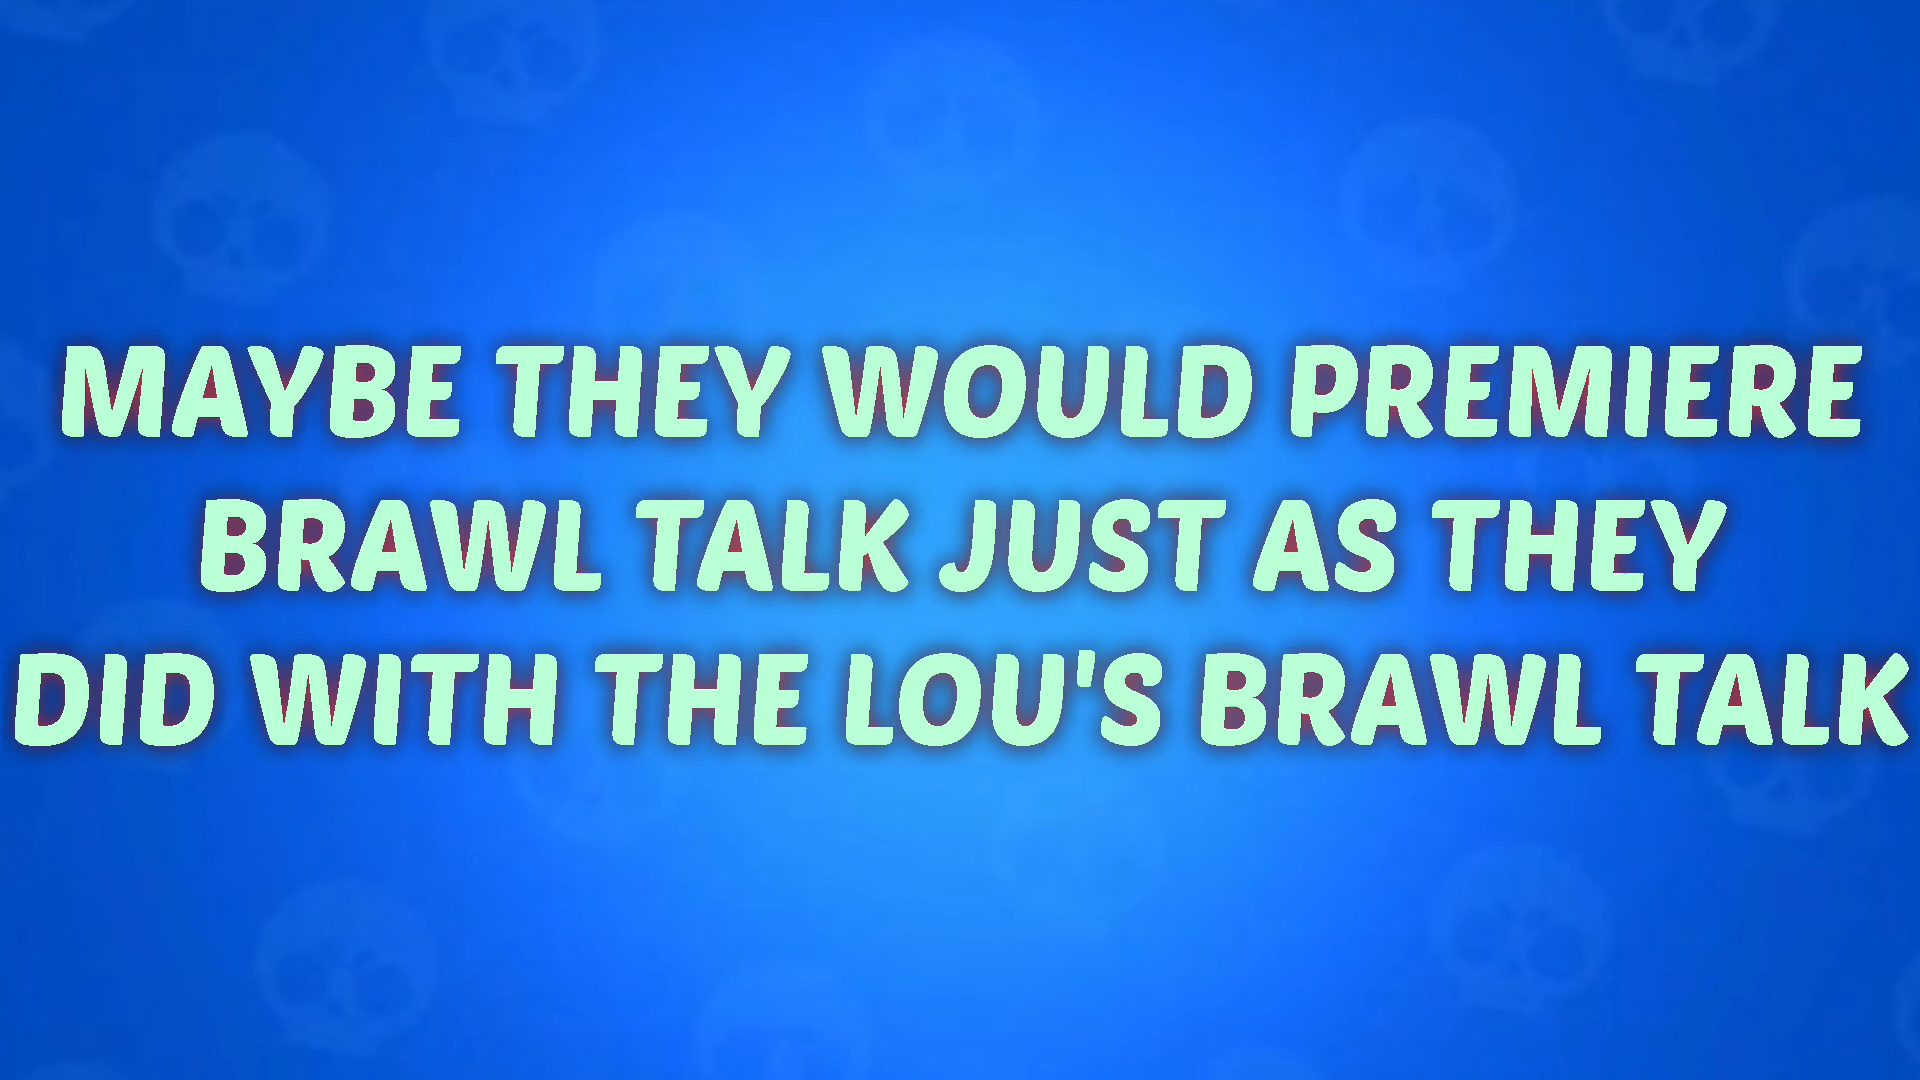 MAYBE THEY WOULD PREMIERE
BRAWL TALK JUST AS THEY
DID WITH THE LOU'S BRAWL TALK